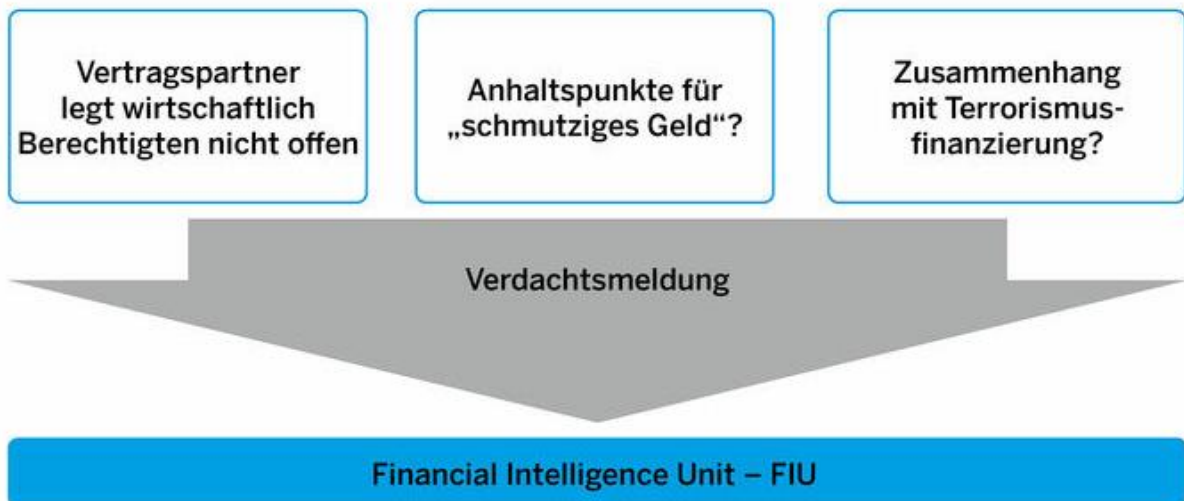 Vertragspartner
legt wirtschaftlich
Berechtigten nicht offen
Anhaltspunkte für
„schmutziges Geld“?
Zusammenhang
mit Terrorismus-
finanzierung?
Verdachtsmeldung
Financial Intelligence Unit – FIU